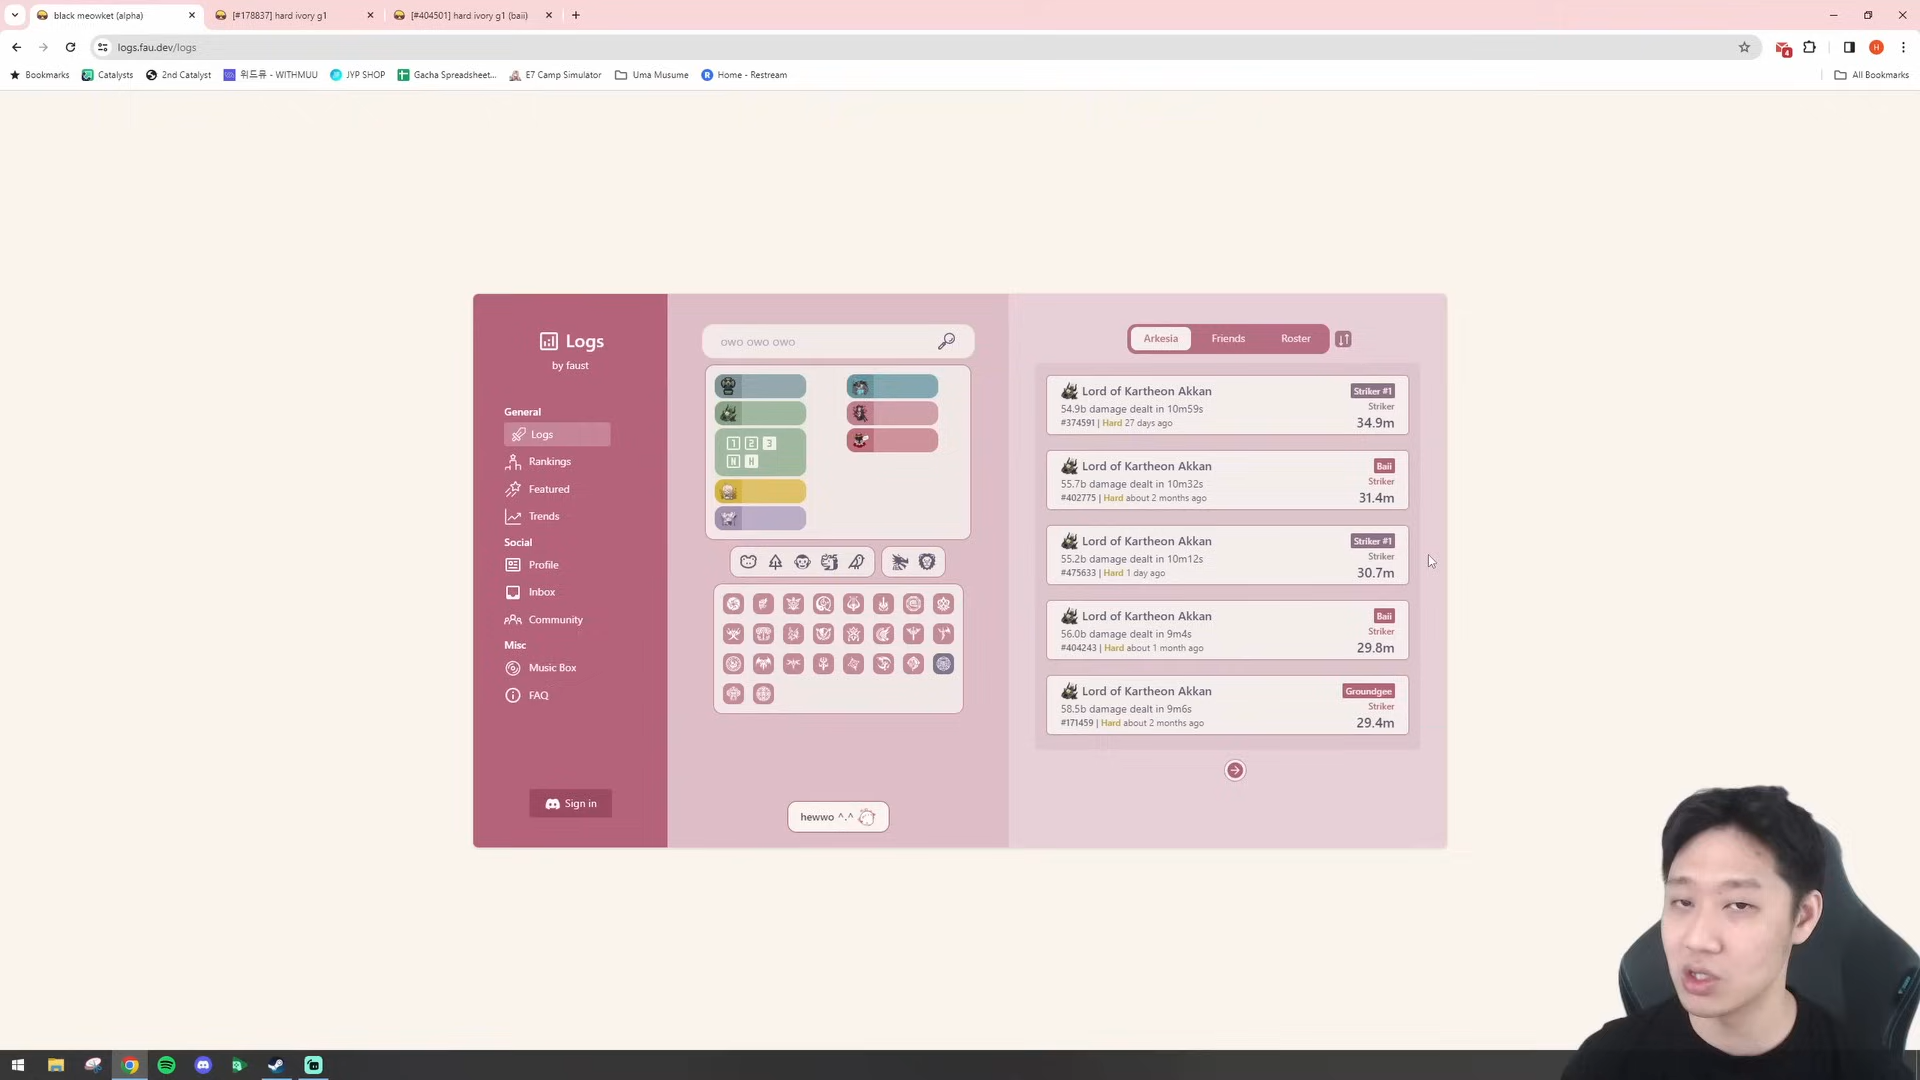 black meowket (alpha)
[#178837] hard ivory g1
[#404501] hard ivory g1 (baii)
logs.fau.dev/logs
4
H
Bookmarks
Catalysts
2nd Catalyst
위드뮤 - WITHMUU
JYP SHOP
Gacha Spreadsheet...
E7 Camp Simulator
Uma Musume
Home - Restream
All Bookmarks
Logs
by faust
General
Logs
Rankings
Featured
Trends
Social
Profile
Inbox
Community
Misc
Music Box
FAQ
Sign in
owo owo owo
1 2 3
N H
hewwo ^.^
Arkesia
Friends
Roster
Lord of Kartheon Akkan Striker #1
54.9b damage dealt in 10m59s Striker
#374591 | Hard 27 days ago 34.9m
Lord of Kartheon Akkan Baii
55.7b damage dealt in 10m32s Striker
#402775 | Hard about 2 months ago 31.4m
Lord of Kartheon Akkan Striker #1
55.2b damage dealt in 10m12s Striker
#475633 | Hard 1 day ago 30.7m
Lord of Kartheon Akkan Baii
56.0b damage dealt in 9m4s Striker
#404243 | Hard about 1 month ago 29.8m
Lord of Kartheon Akkan Groundgee
58.5b damage dealt in 9m6s Striker
#171459 | Hard about 2 months ago 29.4m